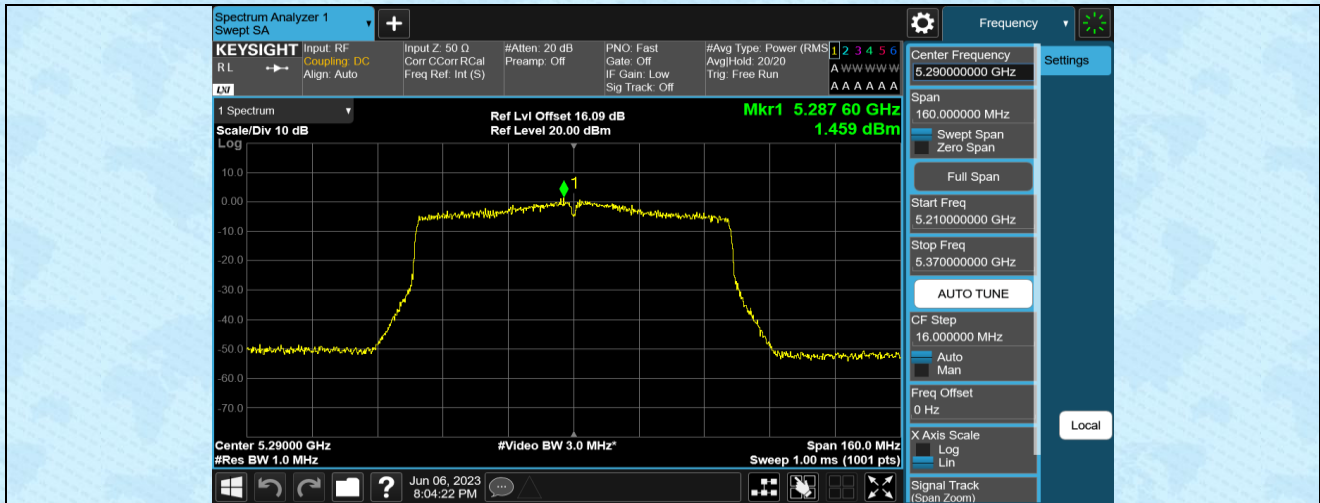 Spectrum Analyzer 1
Swept SA
Frequency
KEYSIGHT
R L
LXI
Input: RF
Coupling: DC
Align: Auto
Input Z: 50 Ω
Corr CCorr RCal
Freq Ref: Int (S)
#Atten: 20 dB
Preamp: Off
PNO: Fast
Gate: Off
IF Gain: Low
Sig Track: Off
#Avg Type: Power (RMS
Avg|Hold: 20/20
Trig: Free Run
1 2 3 4 5 6
A W W W W W
A A A A A A
1 Spectrum
Scale/Div 10 dB
Log
Ref Lvl Offset 16.09 dB
Ref Level 20.00 dBm
Mkr1 5.287 60 GHz
1.459 dBm
1
10.0
0.00
-10.0
-20.0
-30.0
-40.0
-50.0
-60.0
-70.0
Center 5.29000 GHz
#Res BW 1.0 MHz
#Video BW 3.0 MHz*
Span 160.0 MHz
Sweep 1.00 ms (1001 pts)
Center Frequency
5.290000000 GHz
Settings
Span
160.000000 MHz
Swept Span
Zero Span
Full Span
Start Freq
5.210000000 GHz
Stop Freq
5.370000000 GHz
AUTO TUNE
CF Step
16.000000 MHz
Auto
Man
Freq Offset
0 Hz
X Axis Scale
Log
Lin
Signal Track
(Span Zoom)
Local
?
Jun 06, 2023
8:04:22 PM